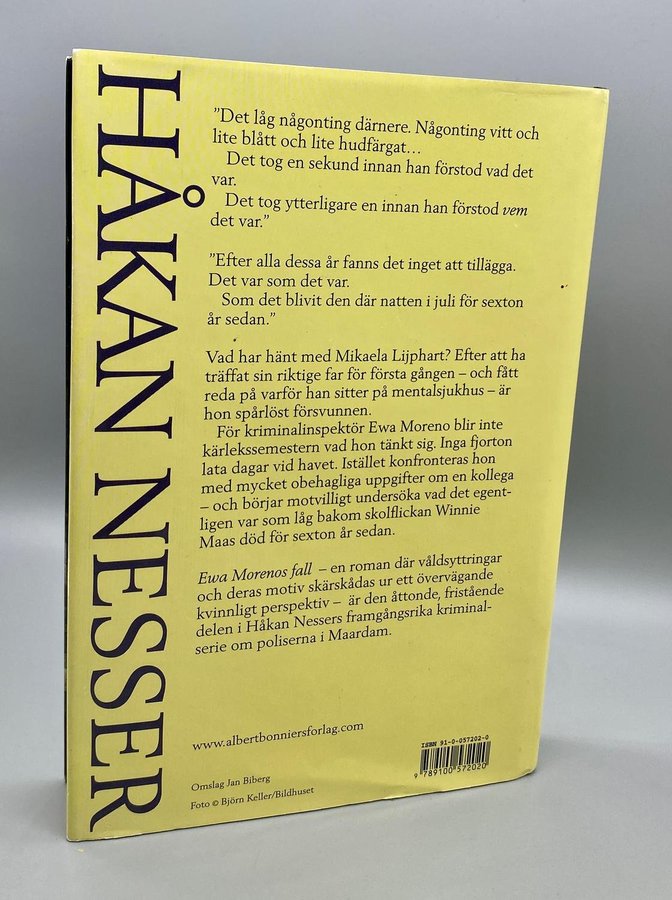 HÅKAN NESSER
”Det låg någonting därnere. Någonting vitt och
lite blått och lite hudfärgat…
Det tog en sekund innan han förstod vad det
var.
Det tog ytterligare en innan han förstod vem
det var.”
”Efter alla dessa år fanns det inget att tillägga.
Det var som det var.
Som det blivit den där natten i juli för sexton
år sedan.”
Vad har hänt med Mikaela Lijphart? Efter att ha
träffat sin riktige far för första gången – och fått
reda på varför han sitter på mentalsjukhus – är
hon spårlöst försvunnen.
För kriminalinspektör Ewa Moreno blir inte
kärlekssemestern vad hon tänkt sig. Inga fjorton
lata dagar vid havet. Istället konfronteras hon
med mycket obehagliga uppgifter om en kollega
– och börjar motvilligt undersöka vad det egent-
ligen var som låg bakom skolflickan Winnie
Maas död för sexton år sedan.
Ewa Morenos fall – en roman där våldsyttringar
och deras motiv skärskådas ur ett övervägande
kvinnligt perspektiv – är den åttonde, fristående
delen i Håkan Nessers framgångsrika kriminal-
serie om poliserna i Maardam.
www.albertbonniersforlag.com
Omslag Jan Biberg
Foto © Björn Keller/Bildhuset
ISBN 91-0-057202-0
9 789100 572020